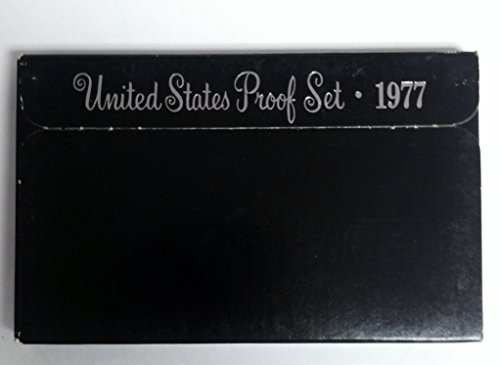 United States Proof Set · 1977